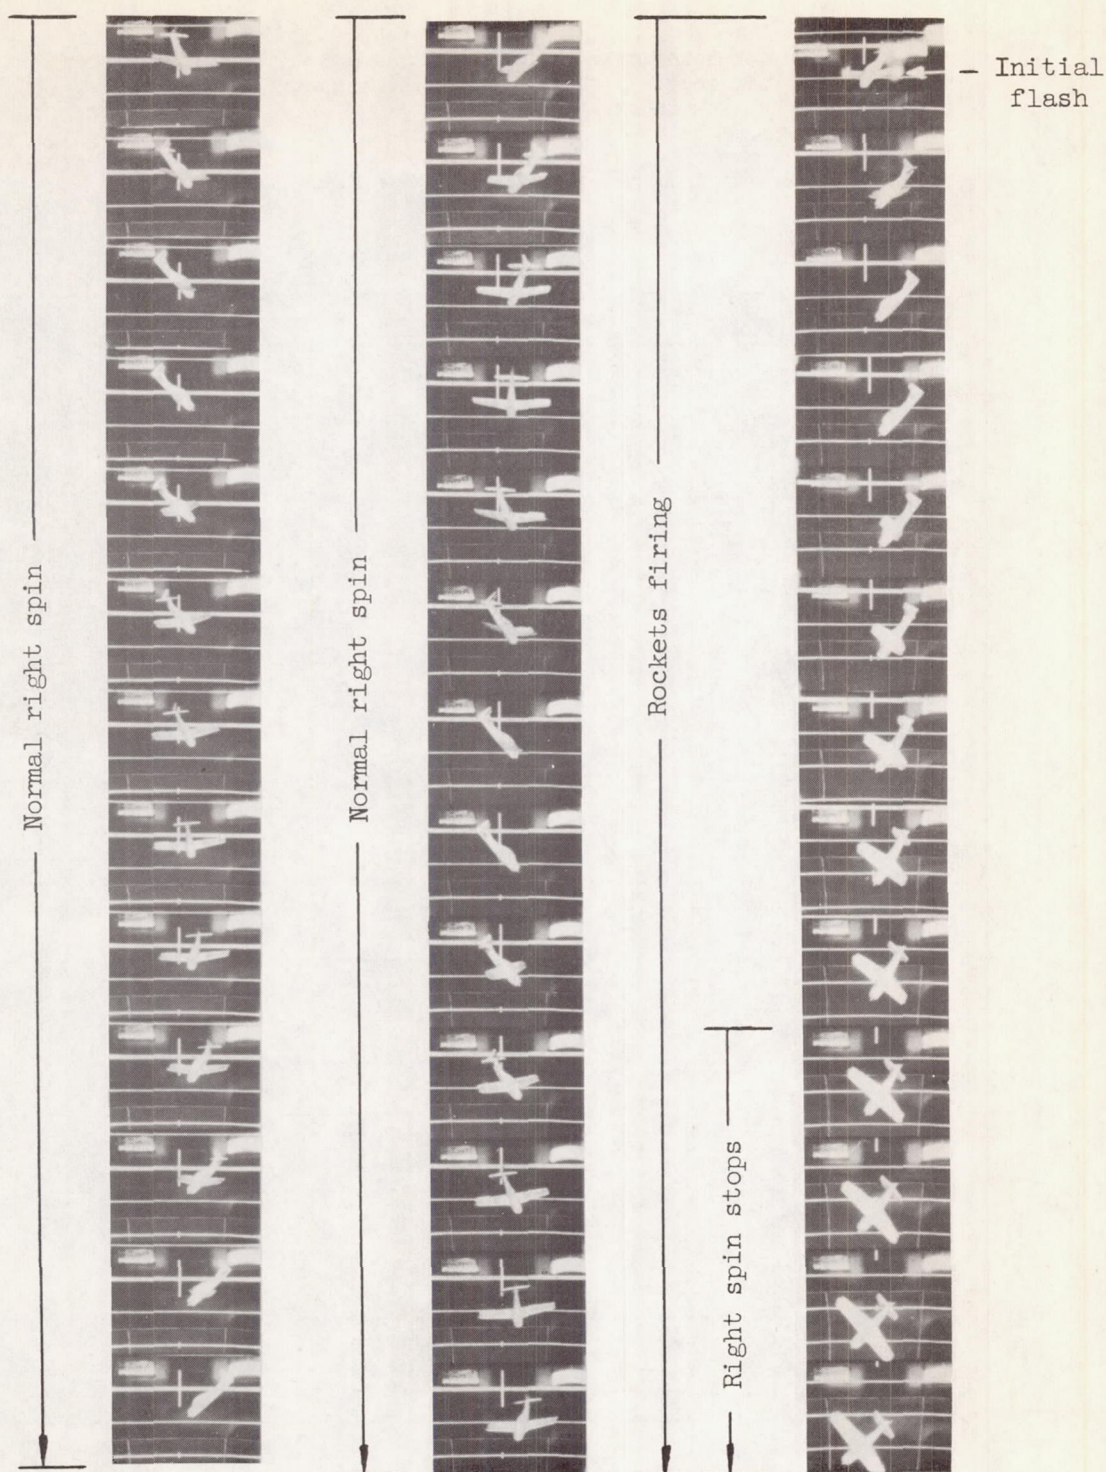 Normal right spin
Normal right spin
Rockets firing
Right spin stops
Initial
flash